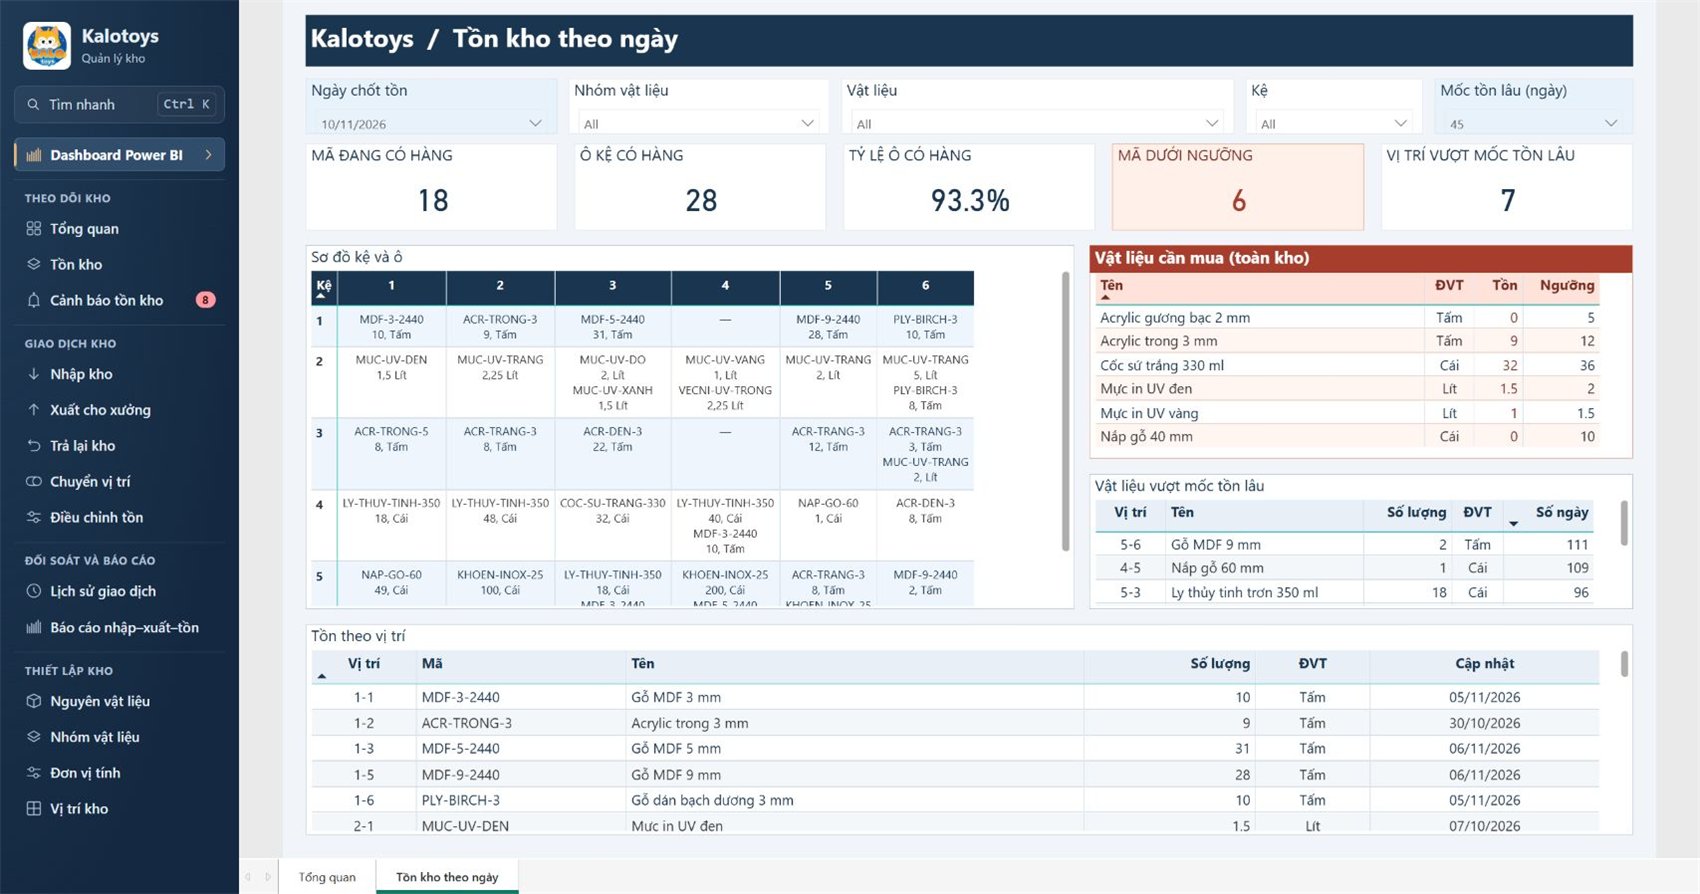 Kalotoys
Quản lý kho
Tìm nhanh Ctrl K
Dashboard Power BI
THEO DÕI KHO
Tổng quan
Tồn kho
Cảnh báo tồn kho 8
GIAO DỊCH KHO
Nhập kho
Xuất cho xưởng
Trả lại kho
Chuyển vị trí
Điều chỉnh tồn
ĐỐI SOÁT VÀ BÁO CÁO
Lịch sử giao dịch
Báo cáo nhập–xuất–tồn
THIẾT LẬP KHO
Nguyên vật liệu
Nhóm vật liệu
Đơn vị tính
Vị trí kho
Kalotoys / Tồn kho theo ngày
Ngày chốt tồn
10/11/2026
Nhóm vật liệu
All
Vật liệu
All
Kệ
All
Mốc tồn lâu (ngày)
45
MÃ ĐANG CÓ HÀNG
18
Ô KỆ CÓ HÀNG
28
TỶ LỆ Ô CÓ HÀNG
93.3%
MÃ DƯỚI NGƯỠNG
6
VỊ TRÍ VƯỢT MỐC TỒN LÂU
7
Sơ đồ kệ và ô
Kệ 1 2 3 4 5 6
1 MDF-3-2440 ACR-TRONG-3 MDF-5-2440 — MDF-9-2440 PLY-BIRCH-3
10, Tấm 9, Tấm 31, Tấm 28, Tấm 10, Tấm
2 MUC-UV-DEN MUC-UV-TRANG MUC-UV-DO MUC-UV-VANG MUC-UV-TRANG MUC-UV-TRANG
1,5 Lít 2,25 Lít 2, Lít 1, Lít 2, Lít 5, Lít
MUC-UV-XANH VECNI-UV-TRONG PLY-BIRCH-3
1,5 Lít 2,25 Lít 8, Tấm
3 ACR-TRONG-5 ACR-TRANG-3 ACR-DEN-3 — ACR-TRANG-3 ACR-TRANG-3
8, Tấm 8, Tấm 22, Tấm 12, Tấm 3, Tấm
MUC-UV-TRANG
2, Lít
4 LY-THUY-TINH-350 LY-THUY-TINH-350 COC-SU-TRANG-330 LY-THUY-TINH-350 NAP-GO-60 ACR-DEN-3
18, Cái 48, Cái 32, Cái 40, Cái 1, Cái 8, Tấm
MDF-3-2440
10, Tấm
5 NAP-GO-60 KHOEN-INOX-25 LY-THUY-TINH-350 KHOEN-INOX-25 ACR-TRANG-3 MDF-9-2440
49, Cái 100, Cái 18, Cái 200, Cái 8, Tấm 2, Tấm
MDF-3-2440 MDF-5-2440 KHOEN-INOX-25
Vật liệu cần mua (toàn kho)
Tên ĐVT Tồn Ngưỡng
Acrylic gương bạc 2 mm Tấm 0 5
Acrylic trong 3 mm Tấm 9 12
Cốc sứ trắng 330 ml Cái 32 36
Mực in UV đen Lít 1.5 2
Mực in UV vàng Lít 1 1.5
Nắp gỗ 40 mm Cái 0 10
Vật liệu vượt mốc tồn lâu
Vị trí Tên Số lượng ĐVT Số ngày
5-6 Gỗ MDF 9 mm 2 Tấm 111
4-5 Nắp gỗ 60 mm 1 Cái 109
5-3 Ly thủy tinh trơn 350 ml 18 Cái 96
Tồn theo vị trí
Vị trí Mã Tên Số lượng ĐVT Cập nhật
1-1 MDF-3-2440 Gỗ MDF 3 mm 10 Tấm 05/11/2026
1-2 ACR-TRONG-3 Acrylic trong 3 mm 9 Tấm 30/10/2026
1-3 MDF-5-2440 Gỗ MDF 5 mm 31 Tấm 06/11/2026
1-5 MDF-9-2440 Gỗ MDF 9 mm 28 Tấm 06/11/2026
1-6 PLY-BIRCH-3 Gỗ dán bạch dương 3 mm 10 Tấm 05/11/2026
2-1 MUC-UV-DEN Mực in UV đen 1.5 Lít 07/10/2026
Tổng quan Tồn kho theo ngày